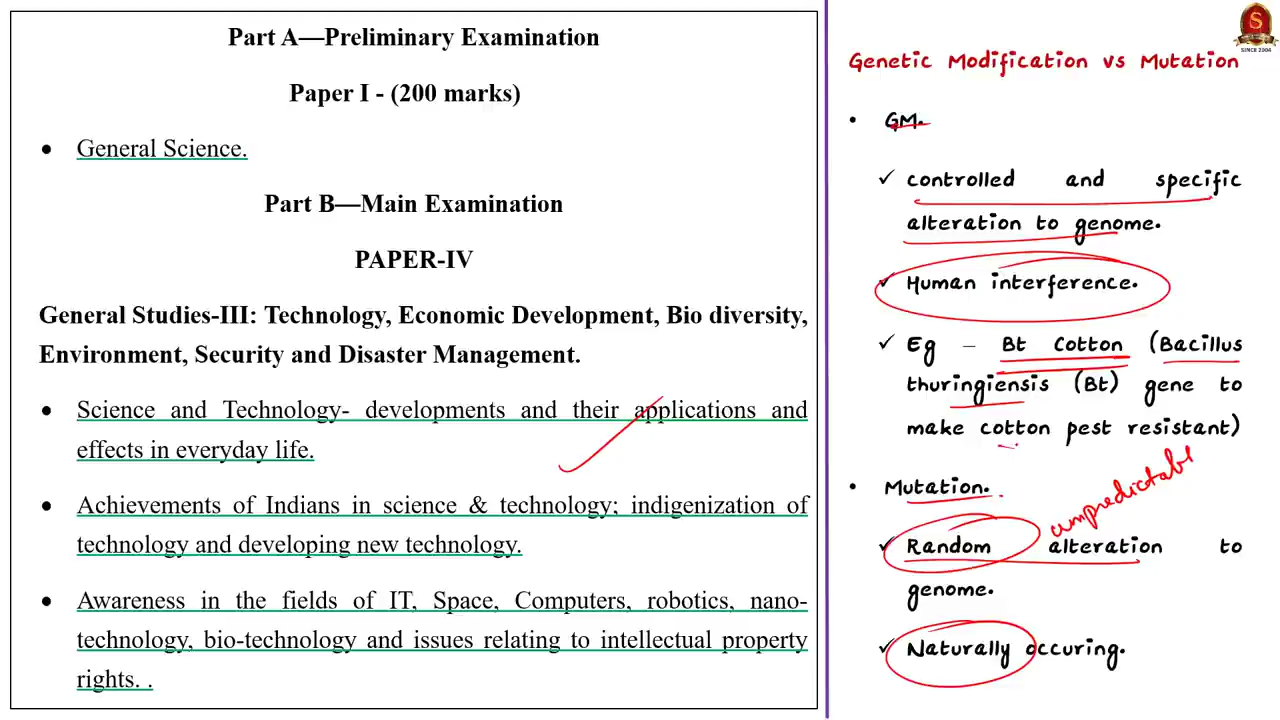 Part A—Preliminary Examination
Paper I - (200 marks)
• General Science.
Part B—Main Examination
PAPER-IV
General Studies-III: Technology, Economic Development, Bio diversity,
Environment, Security and Disaster Management.
• Science and Technology- developments and their applications and
effects in everyday life.
• Achievements of Indians in science & technology; indigenization of
technology and developing new technology.
• Awareness in the fields of IT, Space, Computers, robotics, nano-
technology, bio-technology and issues relating to intellectual property
rights. .
S
SINCE 2004
Genetic Modification vs Mutation
• GM.
✓ controlled and specific
alteration to genome.
✓ Human interference.
✓ Eg – Bt Cotton (Bacillus
thuringiensis (Bt) gene to
make cotton pest resistant)
• Mutation.
unpredictabl
✓ Random alteration to
genome.
✓ Naturally occuring.